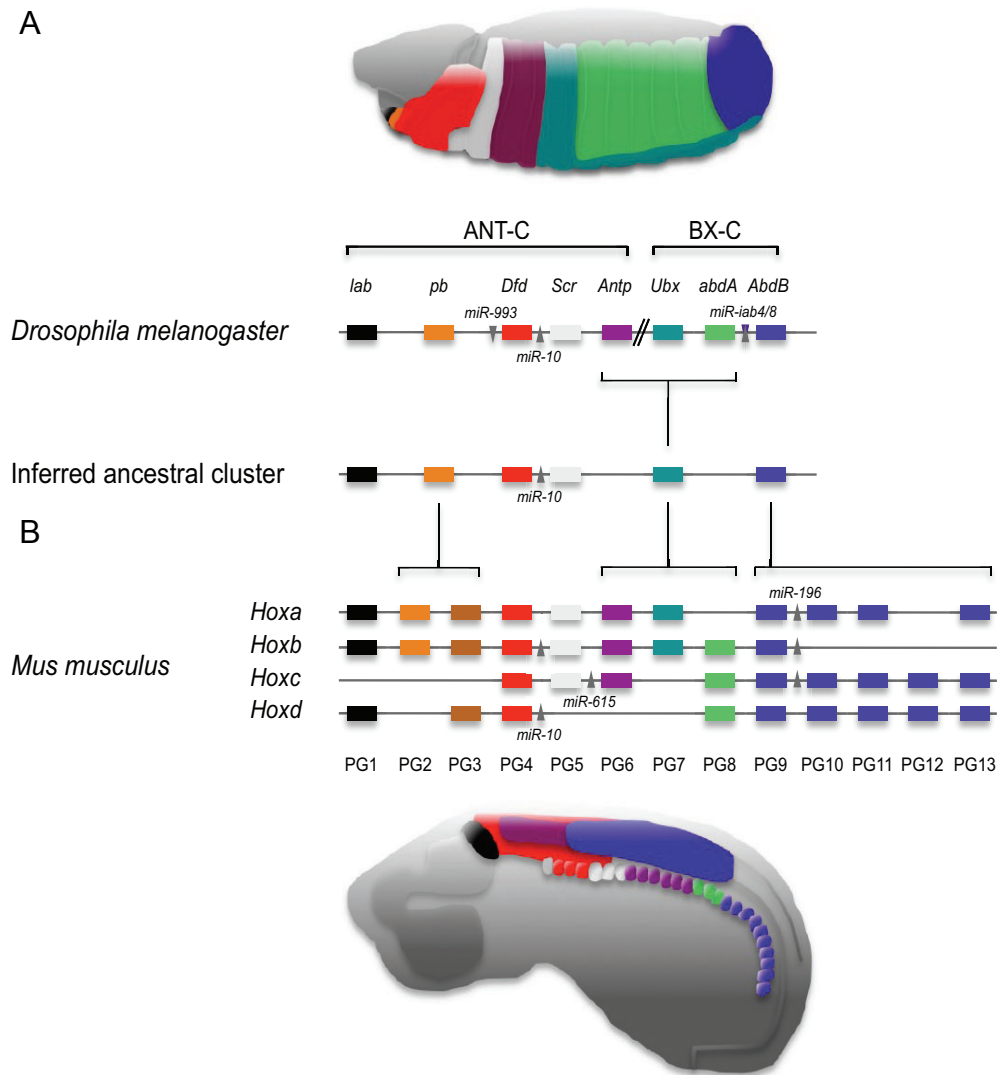 A
ANT-C BX-C
lab pb Dfd Scr Antp Ubx abdA AbdB
miR-993 miR-iab4/8
Drosophila melanogaster
miR-10
Inferred ancestral cluster
miR-10
B
miR-196
Hoxa
Hoxb
Mus musculus
Hoxc
miR-615
Hoxd
miR-10
PG1 PG2 PG3 PG4 PG5 PG6 PG7 PG8 PG9 PG10 PG11 PG12 PG13